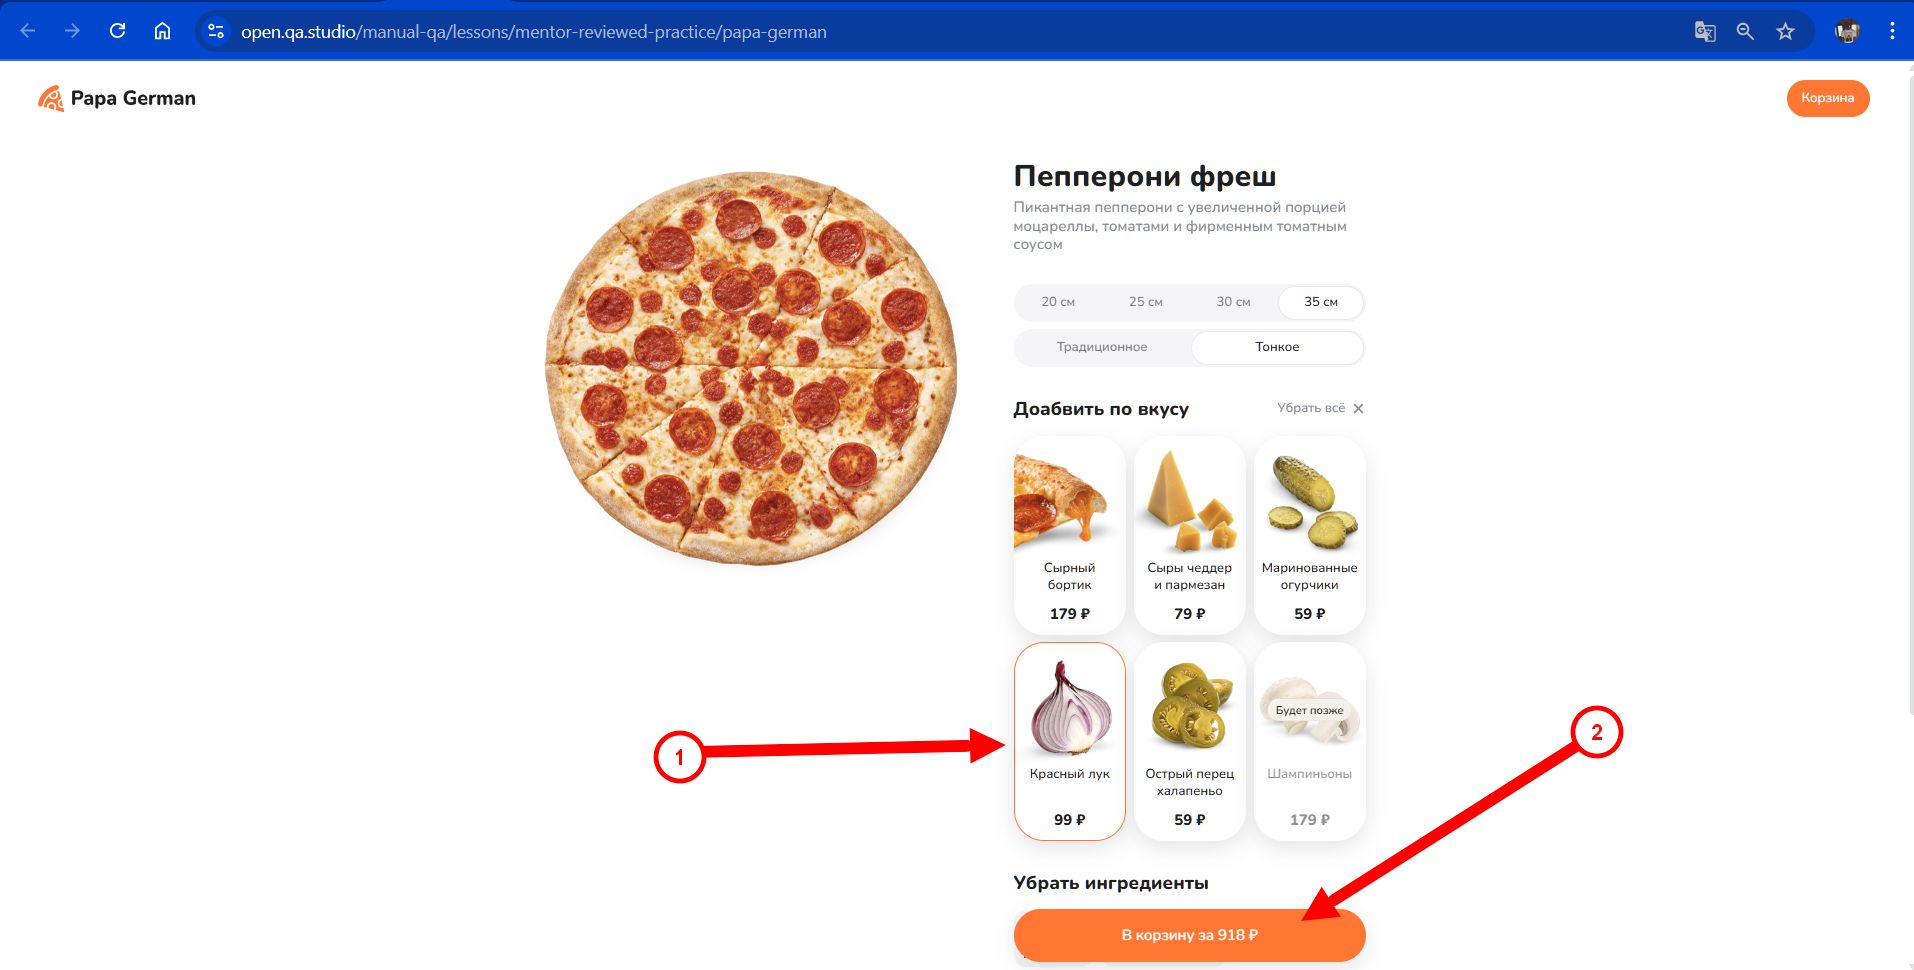 open.qa.studio/manual-qa/lessons/mentor-reviewed-practice/papa-german
Papa German
Корзина
Пепперони фреш
Пикантная пепперони с увеличенной порцией
моцареллы, томатами и фирменным томатным
соусом
20 см 25 см 30 см 35 см
Традиционное Тонкое
Доабвить по вкусу Убрать всё
Сырный
бортик
179 ₽
Сыры чеддер
и пармезан
79 ₽
Маринованные
огурчики
59 ₽
Красный лук
99 ₽
Острый перец
халапеньо
59 ₽
Будет позже
Шампиньоны
179 ₽
1
2
Убрать ингредиенты
В корзину за 918 ₽